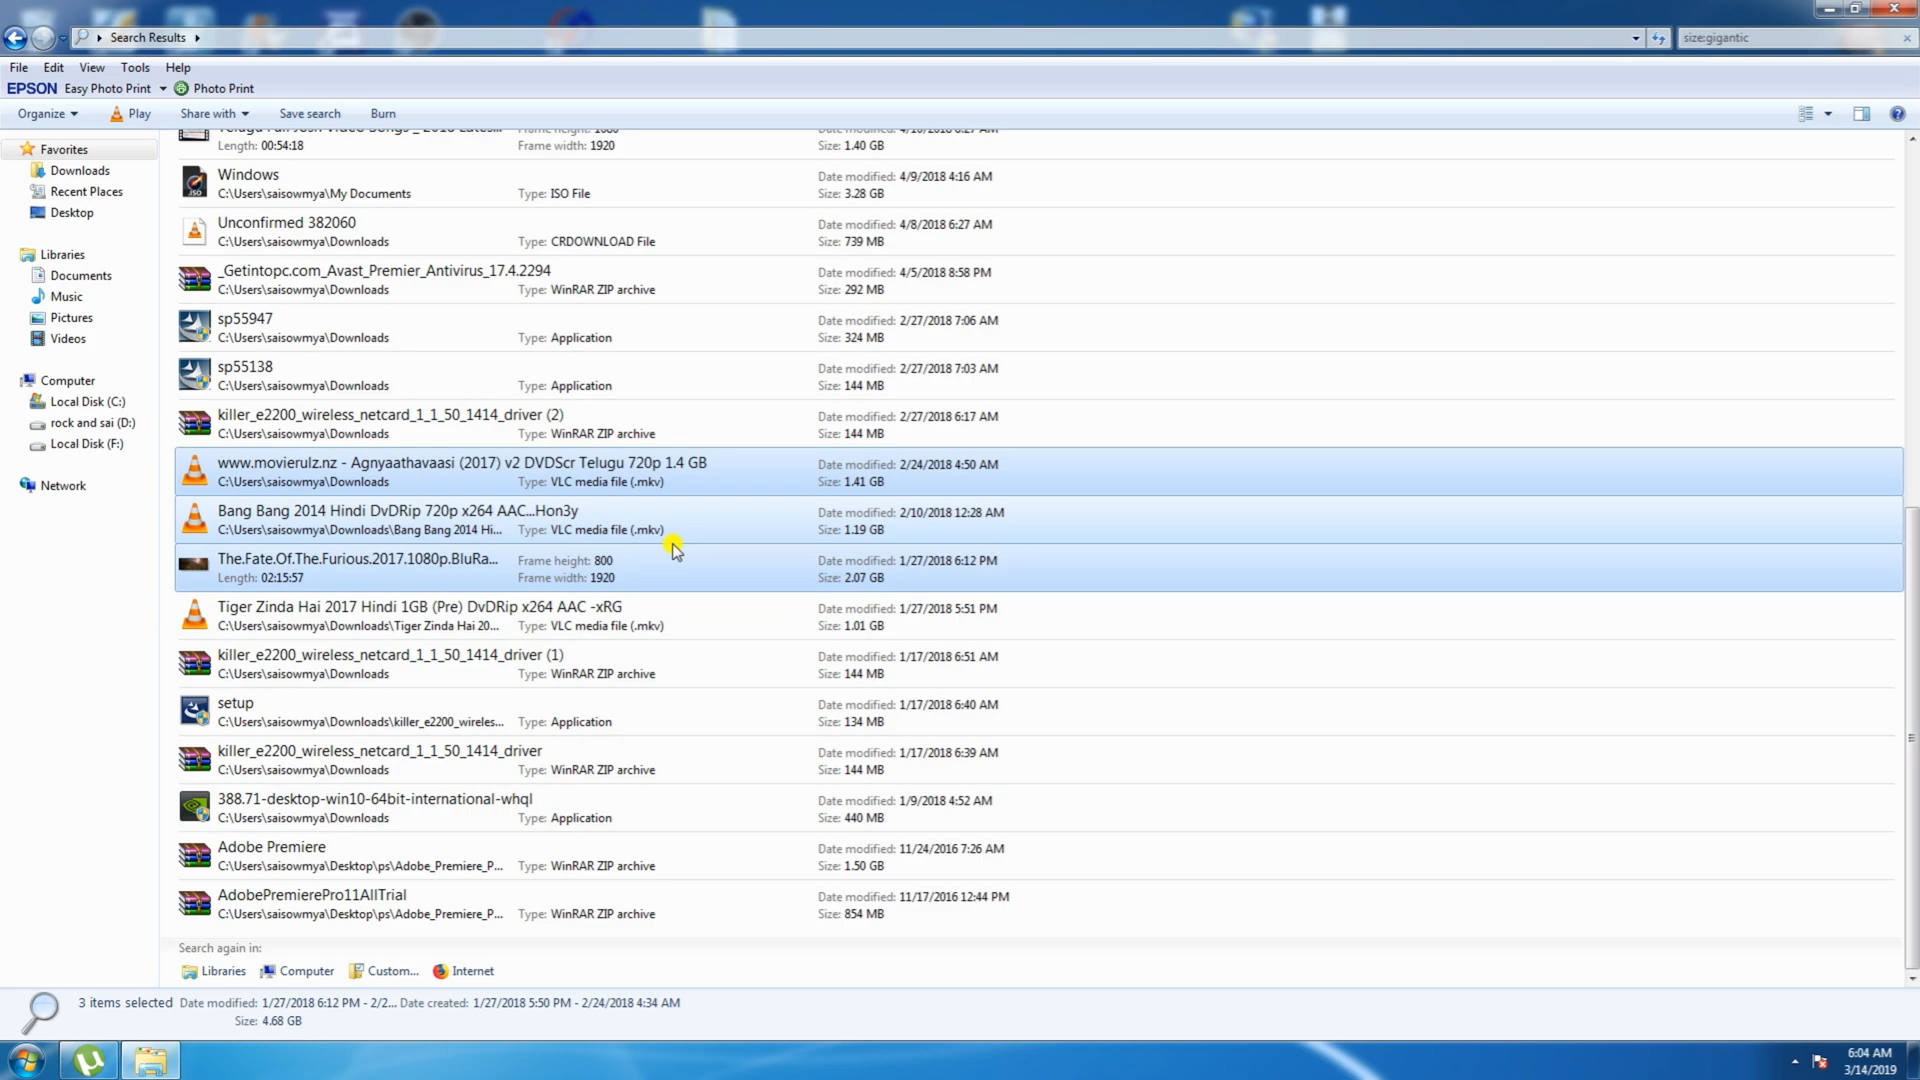 Search Results
size:gigantic
File Edit View Tools Help
EPSON Easy Photo Print Photo Print
Organize Play Share with Save search Burn
Favorites
Downloads
Recent Places
Desktop
Libraries
Documents
Music
Pictures
Videos
Computer
Local Disk (C:)
rock and sai (D:)
Local Disk (F:)
Network
Length: 00:54:18 Frame width: 1920 Size: 1.40 GB
Windows Date modified: 4/9/2018 4:16 AM
C:\Users\saisowmya\My Documents Type: ISO File Size: 3.28 GB
Unconfirmed 382060 Date modified: 4/8/2018 6:27 AM
C:\Users\saisowmya\Downloads Type: CRDOWNLOAD File Size: 739 MB
_Getintopc.com_Avast_Premier_Antivirus_17.4.2294 Date modified: 4/5/2018 8:58 PM
C:\Users\saisowmya\Downloads Type: WinRAR ZIP archive Size: 292 MB
sp55947 Date modified: 2/27/2018 7:06 AM
C:\Users\saisowmya\Downloads Type: Application Size: 324 MB
sp55138 Date modified: 2/27/2018 7:03 AM
C:\Users\saisowmya\Downloads Type: Application Size: 144 MB
killer_e2200_wireless_netcard_1_1_50_1414_driver (2) Date modified: 2/27/2018 6:17 AM
C:\Users\saisowmya\Downloads Type: WinRAR ZIP archive Size: 144 MB
www.movierulz.nz - Agnyaathavaasi (2017) v2 DVDScr Telugu 720p 1.4 GB Date modified: 2/24/2018 4:50 AM
C:\Users\saisowmya\Downloads Type: VLC media file (.mkv) Size: 1.41 GB
Bang Bang 2014 Hindi DvDRip 720p x264 AAC...Hon3y Date modified: 2/10/2018 12:28 AM
C:\Users\saisowmya\Downloads\Bang Bang 2014 Hi... Type: VLC media file (.mkv) Size: 1.19 GB
The.Fate.Of.The.Furious.2017.1080p.BluRa... Frame height: 800 Date modified: 1/27/2018 6:12 PM
Length: 02:15:57 Frame width: 1920 Size: 2.07 GB
Tiger Zinda Hai 2017 Hindi 1GB (Pre) DvDRip x264 AAC -xRG Date modified: 1/27/2018 5:51 PM
C:\Users\saisowmya\Downloads\Tiger Zinda Hai 20... Type: VLC media file (.mkv) Size: 1.01 GB
killer_e2200_wireless_netcard_1_1_50_1414_driver (1) Date modified: 1/17/2018 6:51 AM
C:\Users\saisowmya\Downloads Type: WinRAR ZIP archive Size: 144 MB
setup Date modified: 1/17/2018 6:40 AM
C:\Users\saisowmya\Downloads\killer_e2200_wireles... Type: Application Size: 134 MB
killer_e2200_wireless_netcard_1_1_50_1414_driver Date modified: 1/17/2018 6:39 AM
C:\Users\saisowmya\Downloads Type: WinRAR ZIP archive Size: 144 MB
388.71-desktop-win10-64bit-international-whql Date modified: 1/9/2018 4:52 AM
C:\Users\saisowmya\Downloads Type: Application Size: 440 MB
Adobe Premiere Date modified: 11/24/2016 7:26 AM
C:\Users\saisowmya\Desktop\ps\Adobe_Premiere_P... Type: WinRAR ZIP archive Size: 1.50 GB
AdobePremierePro11AllTrial Date modified: 11/17/2016 12:44 PM
C:\Users\saisowmya\Desktop\ps\Adobe_Premiere_P... Type: WinRAR ZIP archive Size: 854 MB
Search again in:
Libraries Computer Custom... Internet
3 items selected Date modified: 1/27/2018 6:12 PM - 2/2... Date created: 1/27/2018 5:50 PM - 2/24/2018 4:34 AM
Size: 4.68 GB
6:04 AM
3/14/2019